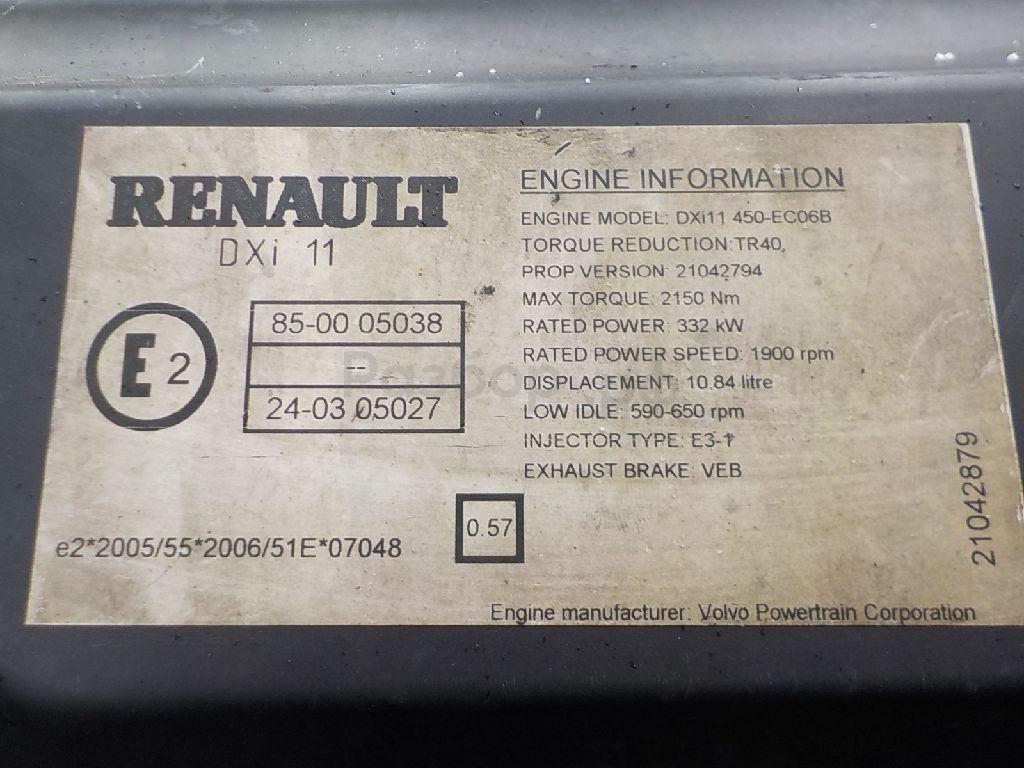 RENAULT
DXi 11
E2
85-00 05038
--
24-03 05027
e2*2005/55*2006/51E*07048
0.57
ENGINE INFORMATION
ENGINE MODEL: DXi11 450-EC06B
TORQUE REDUCTION:TR40,
PROP VERSION: 21042794
MAX TORQUE: 2150 Nm
RATED POWER: 332 kW
RATED POWER SPEED: 1900 rpm
DISPLACEMENT: 10.84 litre
LOW IDLE: 590-650 rpm
INJECTOR TYPE: E3-1
EXHAUST BRAKE: VEB
21042879
Engine manufacturer: Volvo Powertrain Corporation